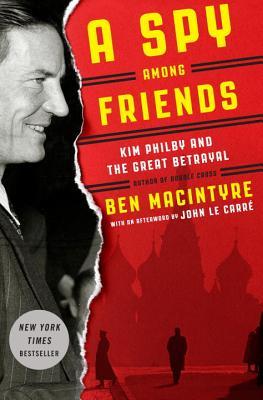 A SPY
AMONG
FRIENDS
KIM PHILBY AND
THE GREAT BETRAYAL
AUTHOR OF DOUBLE CROSS
BEN MACINTYRE
WITH AN AFTERWORD BY JOHN LE CARRÉ
NEW YORK
TIMES
BESTSELLER